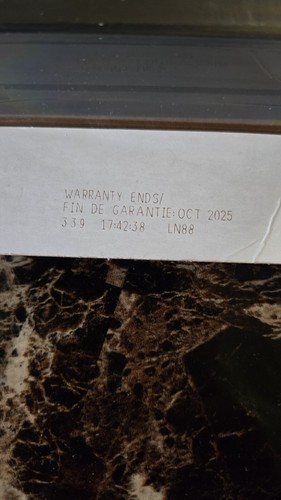 WARRANTY ENDS/
FIN DE GARANTIE:OCT 2025
339 17:42:38 LN88